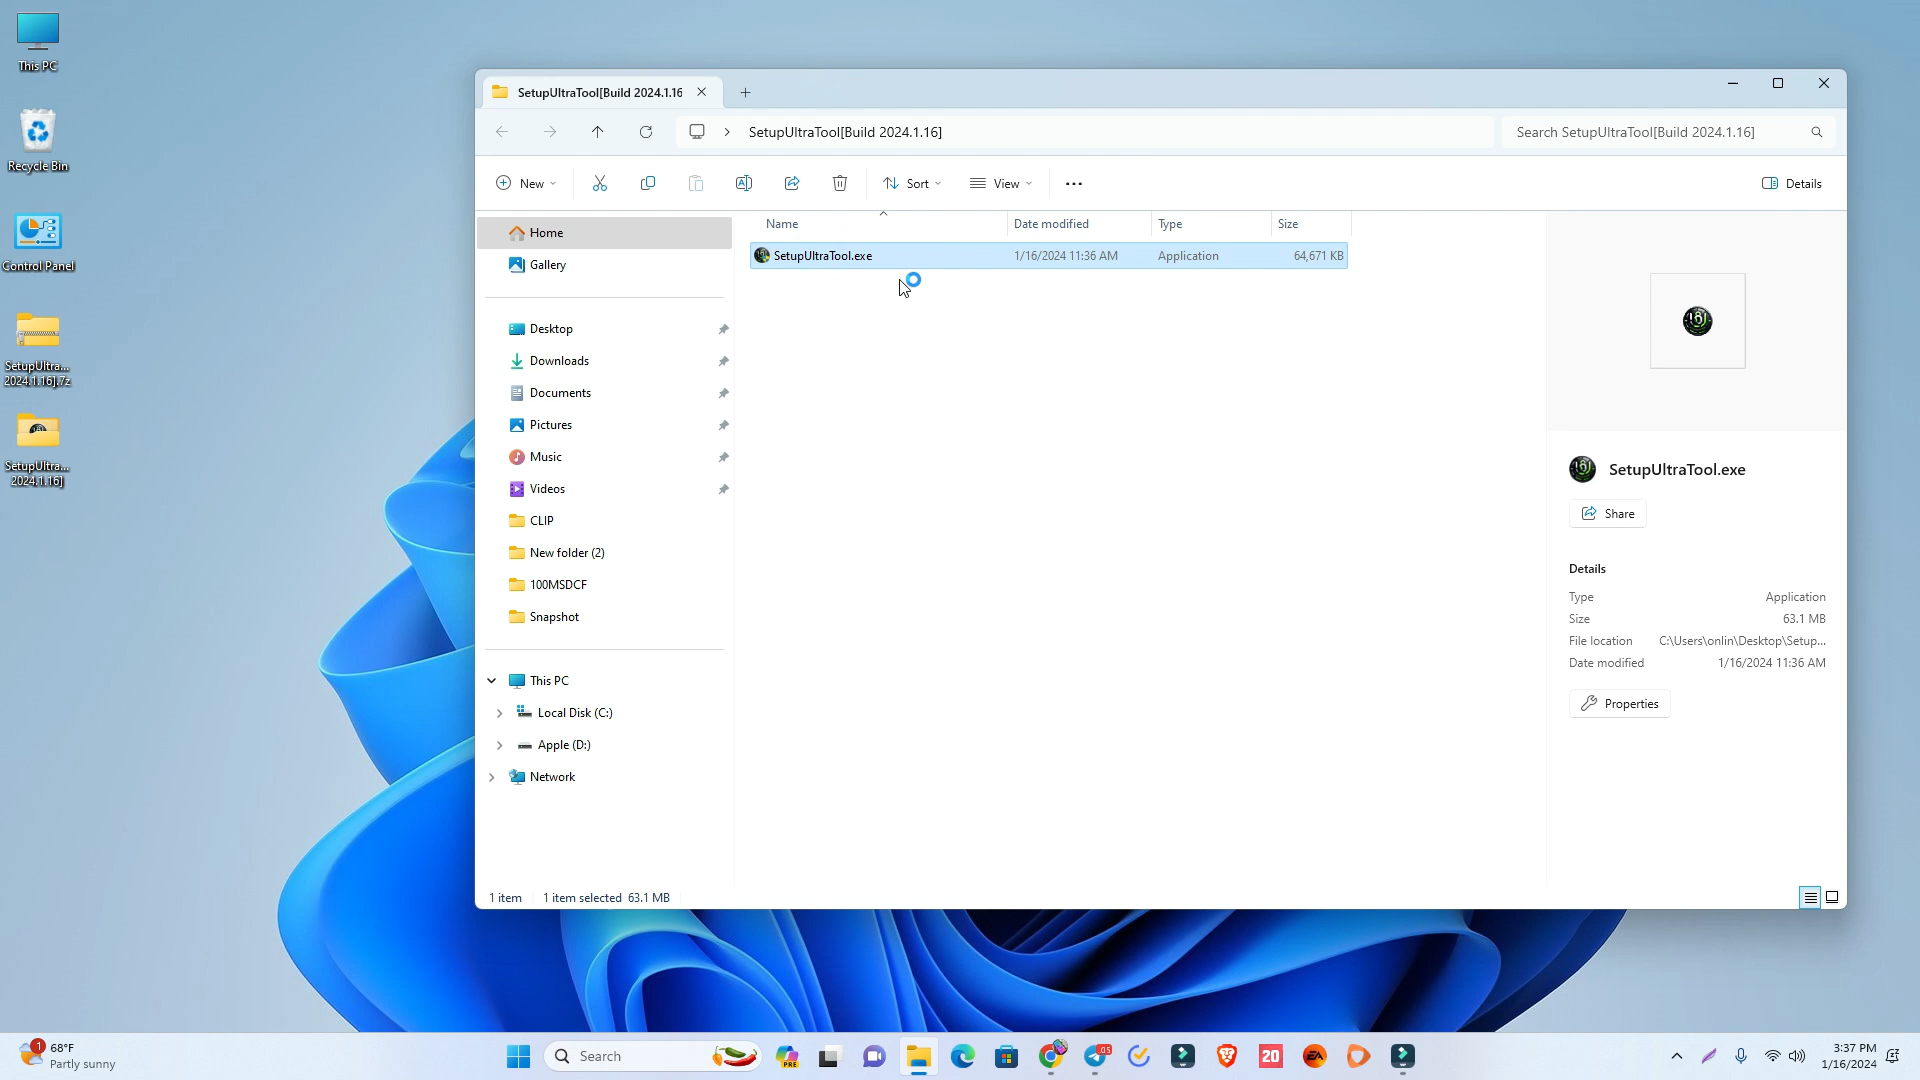 This PC
Recycle Bin
Control Panel
SetupUltra...
2024.1.16].7z
SetupUltra...
2024.1.16]
SetupUltraTool[Build 2024.1.16
SetupUltraTool[Build 2024.1.16]
Search SetupUltraTool[Build 2024.1.16]
New
Sort
View
Details
Home
Gallery
Desktop
Downloads
Documents
Pictures
Music
Videos
CLIP
New folder (2)
100MSDCF
Snapshot
This PC
Local Disk (C:)
Apple (D:)
Network
Name Date modified Type Size
SetupUltraTool.exe 1/16/2024 11:36 AM Application 64,671 KB
SetupUltraTool.exe
Share
Details
Type Application
Size 63.1 MB
File location C:\Users\onlin\Desktop\Setup...
Date modified 1/16/2024 11:36 AM
Properties
1 item 1 item selected 63.1 MB
1
68°F
Partly sunny
Search
PRE
.05
20
EA
3:37 PM
1/16/2024